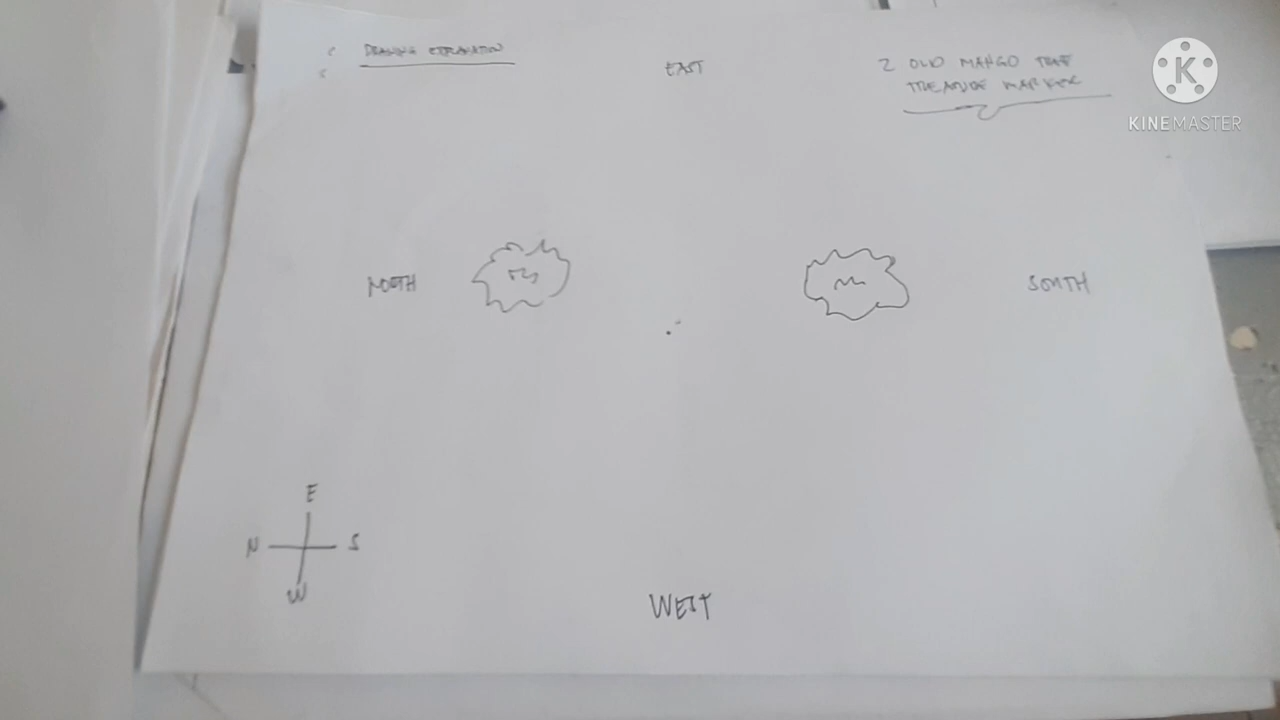 DRAWING EXPLANATION
EAST
2 OLD MANGO TREE
TREASURE MARKER
KINEMASTER
NORTH
SOUTH
E
N S
W
WEST